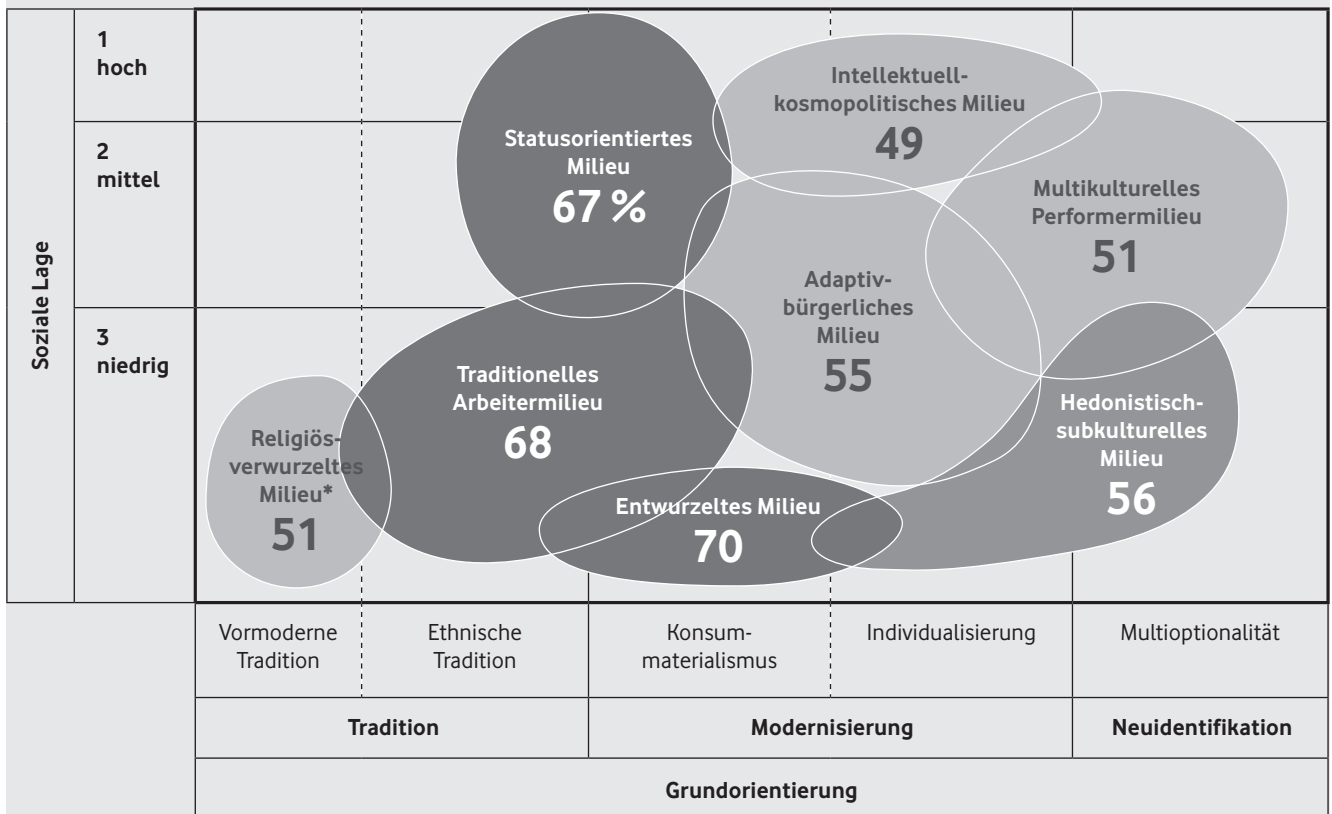 1
hoch
2
mittel
3
niedrig
Soziale Lage
Statusorientiertes
Milieu
67 %
Intellektuell-
kosmopolitisches Milieu
49
Multikulturelles
Performermilieu
51
Adaptiv-
bürgerliches
Milieu
55
Traditionelles
Arbeitermilieu
68
Religiös-
verwurzeltes
Milieu*
51
Entwurzeltes Milieu
70
Hedonistisch-
subkulturelles
Milieu
56
Vormoderne
Tradition
Ethnische
Tradition
Konsum-
materialismus
Individualisierung
Multioptionalität
Tradition
Modernisierung
Neuidentifikation
Grundorientierung